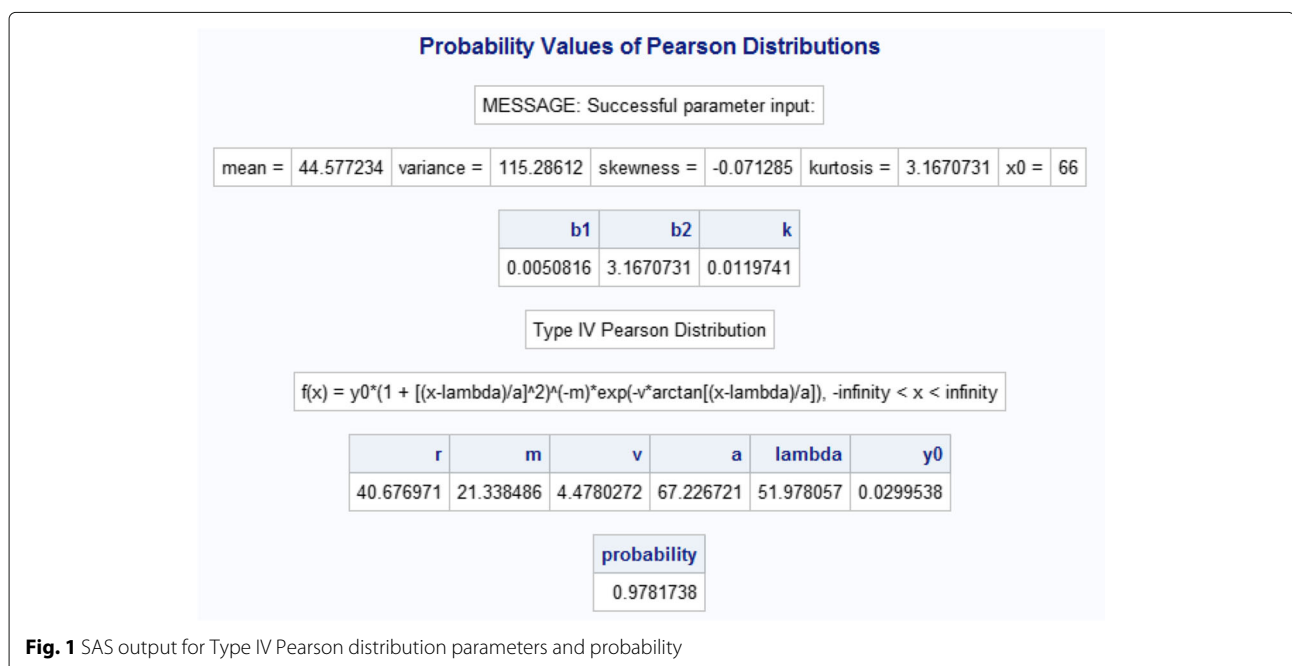 Probability Values of Pearson Distributions
MESSAGE: Successful parameter input:
mean = 44.577234 variance = 115.28612 skewness = -0.071285 kurtosis = 3.1670731 x0 = 66
b1 b2 k
0.0050816 3.1670731 0.0119741
Type IV Pearson Distribution
f(x) = y0*(1 + [(x-lambda)/a]^2)^(-m)*exp(-v*arctan[(x-lambda)/a]), -infinity < x < infinity
r m v a lambda y0
40.676971 21.338486 4.4780272 67.226721 51.978057 0.0299538
probability
0.9781738
Fig. 1 SAS output for Type IV Pearson distribution parameters and probability